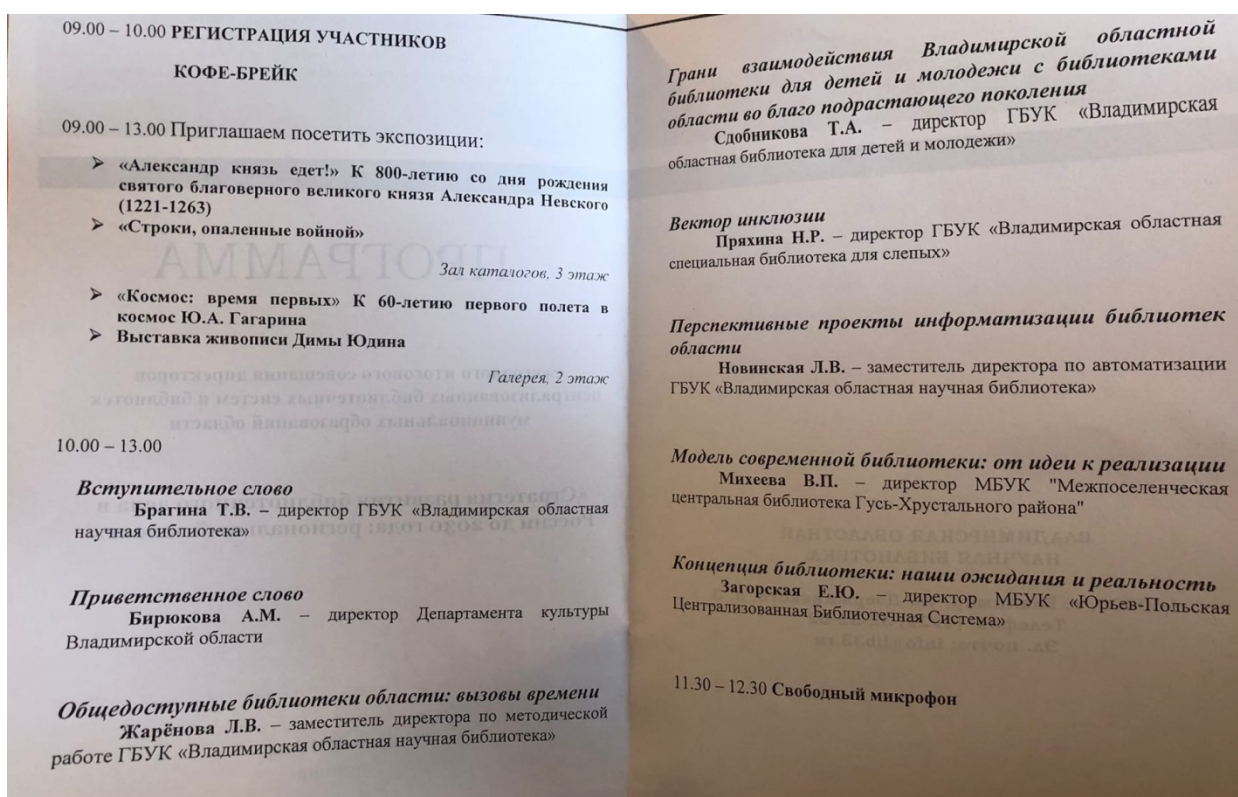 09.00 – 10.00 РЕГИСТРАЦИЯ УЧАСТНИКОВ
КОФЕ-БРЕЙК
09.00 – 13.00 Приглашаем посетить экспозиции:
➢ «Александр князь едет!» К 800-летию со дня рождения
святого благоверного великого князя Александра Невского
(1221-1263)
➢ «Строки, опаленные войной»
Зал каталогов, 3 этаж
➢ «Космос: время первых» К 60-летию первого полета в
космос Ю.А. Гагарина
➢ Выставка живописи Димы Юдина
Галерея, 2 этаж
10.00 – 13.00
Вступительное слово
Брагина Т.В. – директор ГБУК «Владимирская областная
научная библиотека»
Приветственное слово
Бирюкова А.М. – директор Департамента культуры
Владимирской области
Общедоступные библиотеки области: вызовы времени
Жарёнова Л.В. – заместитель директора по методической
работе ГБУК «Владимирская областная научная библиотека»
Грани взаимодействия Владимирской областной
библиотеки для детей и молодежи с библиотеками
области во благо подрастающего поколения
Сдобникова Т.А. – директор ГБУК «Владимирская
областная библиотека для детей и молодежи»
Вектор инклюзии
Пряхина Н.Р. – директор ГБУК «Владимирская областная
специальная библиотека для слепых»
Перспективные проекты информатизации библиотек
области
Новинская Л.В. – заместитель директора по автоматизации
ГБУК «Владимирская областная научная библиотека»
Модель современной библиотеки: от идеи к реализации
Михеева В.П. – директор МБУК "Межпоселенческая
центральная библиотека Гусь-Хрустального района"
Концепция библиотеки: наши ожидания и реальность
Загорская Е.Ю. – директор МБУК «Юрьев-Польская
Централизованная Библиотечная Система»
11.30 – 12.30 Свободный микрофон